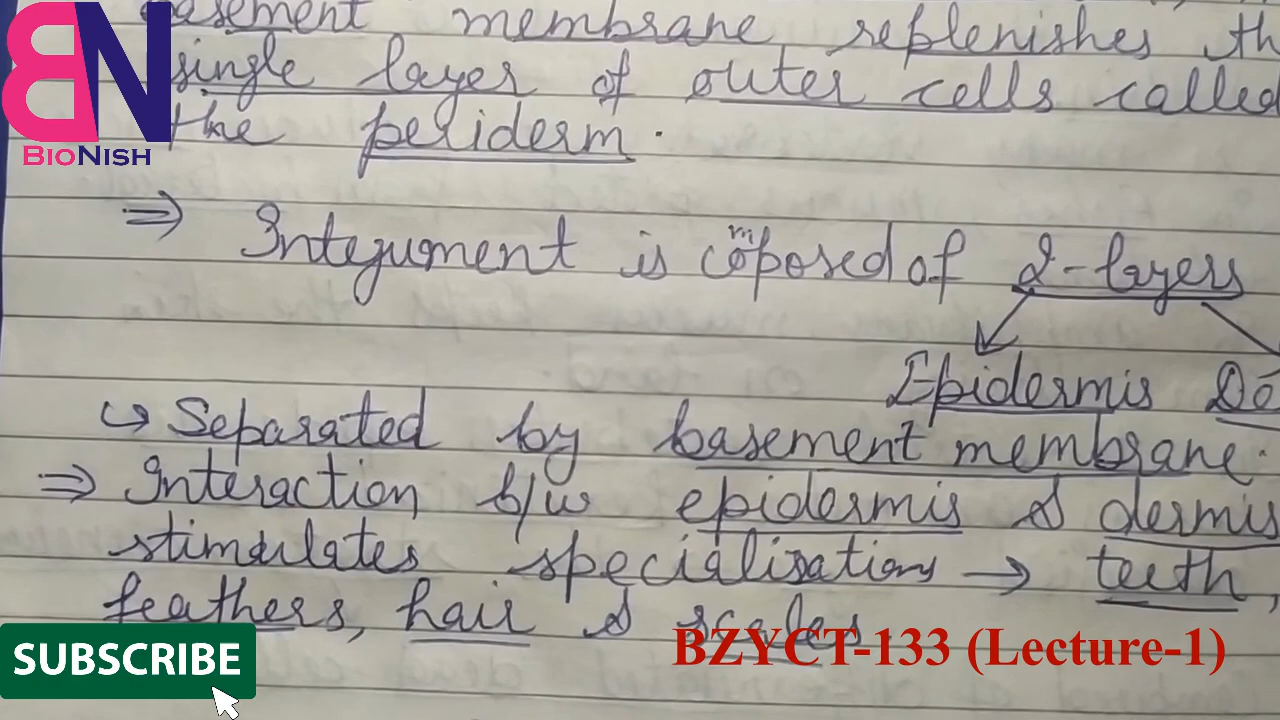 basement membrane, replenishes th
single layer of outer cells called
the periderm.
BN
BIONISH
⇒ Integument is composed of 2-layers
Epidermis De
↳ Separated by basement membrane.
⇒ Interaction b/w epidermis & dermis
stimulates specialisations → teeth,
feathers, hair & scales.
SUBSCRIBE
BZYCT-133 (Lecture-1)